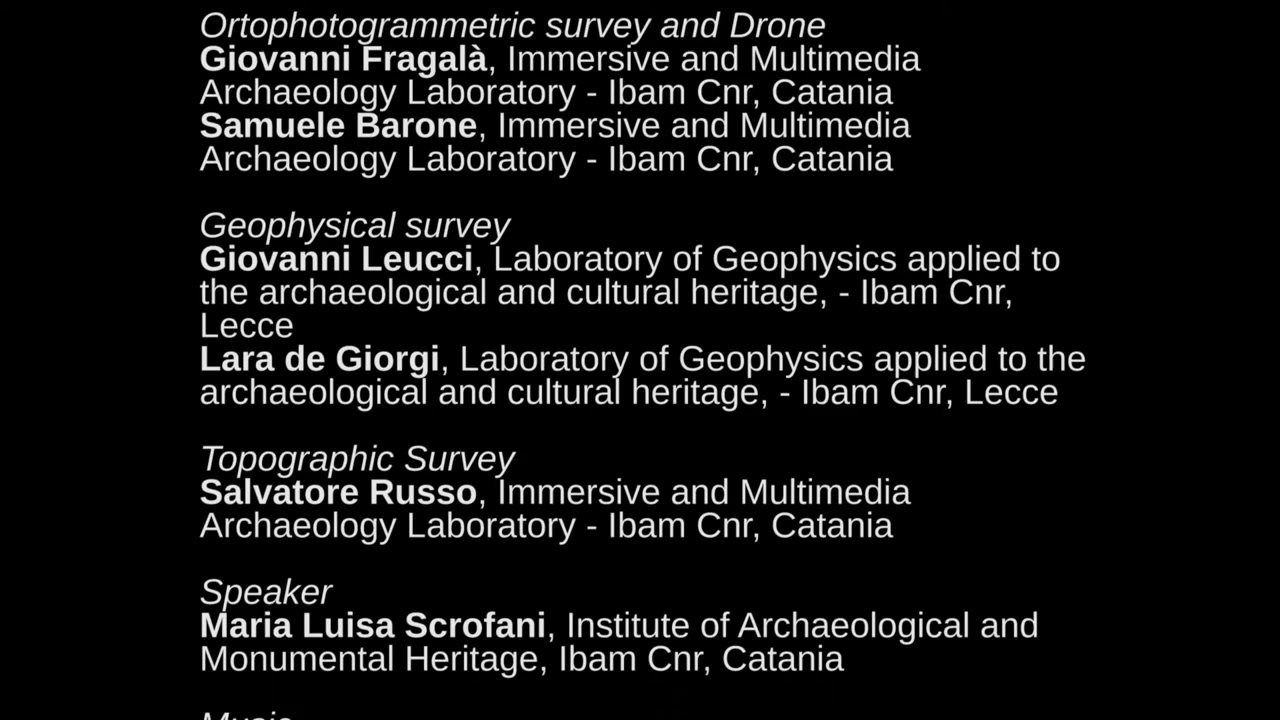 Ortophotogrammetric survey and Drone
Giovanni Fragalà, Immersive and Multimedia
Archaeology Laboratory - Ibam Cnr, Catania
Samuele Barone, Immersive and Multimedia
Archaeology Laboratory - Ibam Cnr, Catania
Geophysical survey
Giovanni Leucci, Laboratory of Geophysics applied to
the archaeological and cultural heritage, - Ibam Cnr,
Lecce
Lara de Giorgi, Laboratory of Geophysics applied to the
archaeological and cultural heritage, - Ibam Cnr, Lecce
Topographic Survey
Salvatore Russo, Immersive and Multimedia
Archaeology Laboratory - Ibam Cnr, Catania
Speaker
Maria Luisa Scrofani, Institute of Archaeological and
Monumental Heritage, Ibam Cnr, Catania
Music